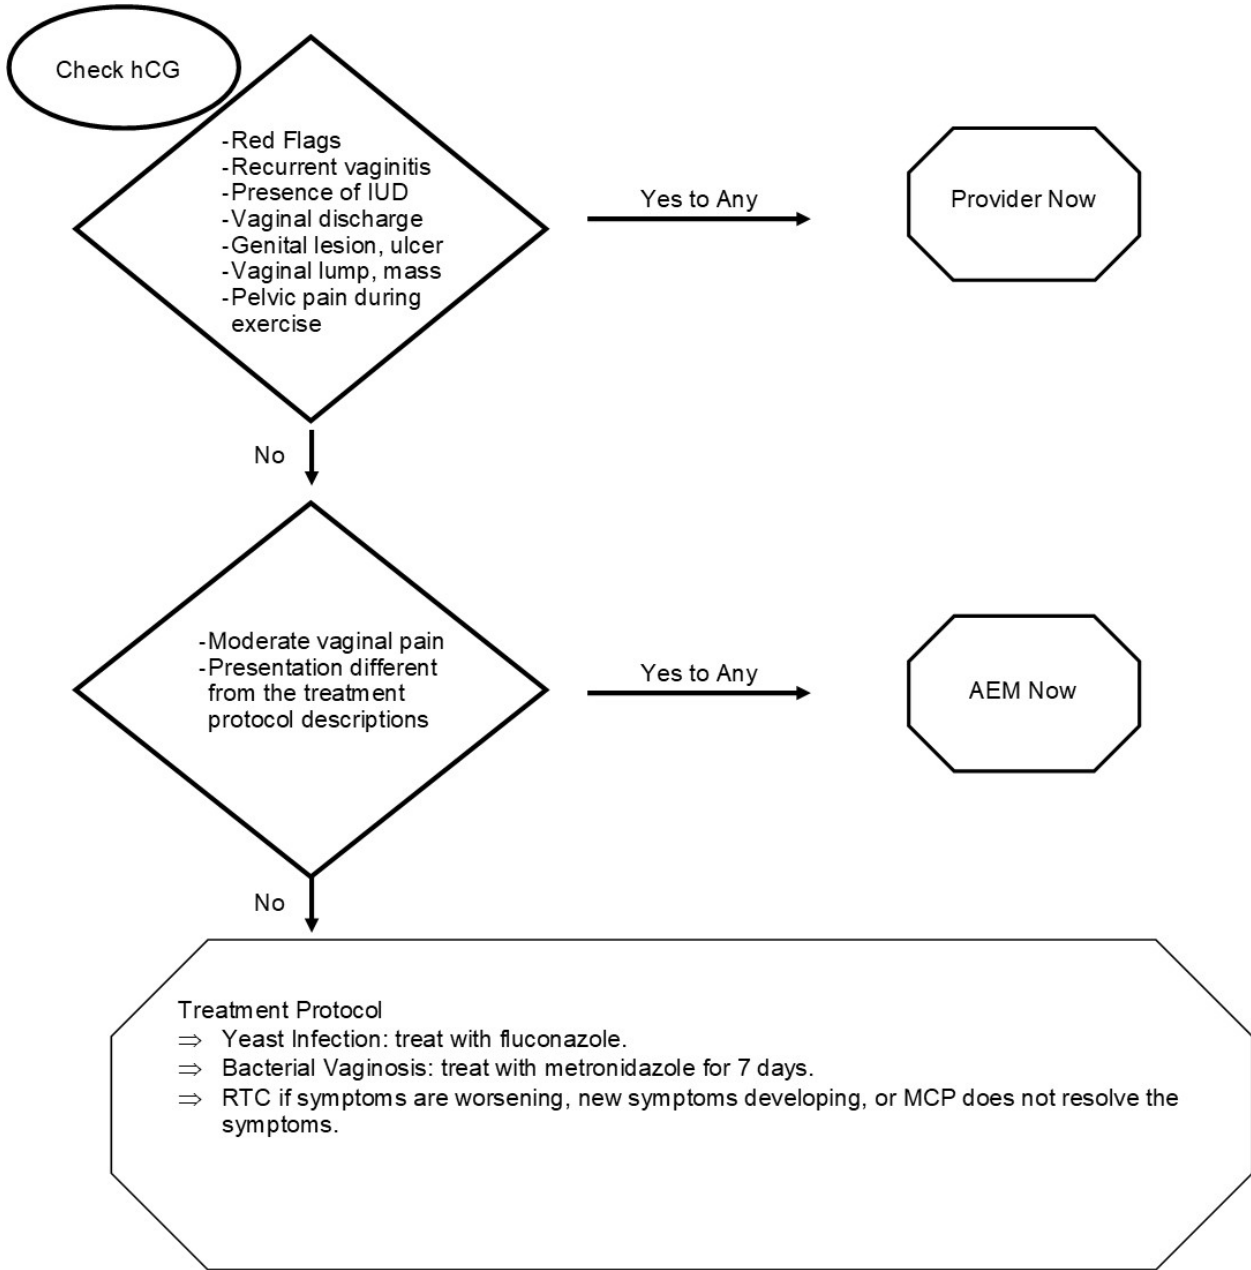 Check hCG
-Red Flags
-Recurrent vaginitis
-Presence of IUD
-Vaginal discharge
-Genital lesion, ulcer
-Vaginal lump, mass
-Pelvic pain during
exercise
Yes to Any
Provider Now
No
-Moderate vaginal pain
-Presentation different
from the treatment
protocol descriptions
Yes to Any
AEM Now
No
Treatment Protocol
⇒ Yeast Infection: treat with fluconazole.
⇒ Bacterial Vaginosis: treat with metronidazole for 7 days.
⇒ RTC if symptoms are worsening, new symptoms developing, or MCP does not resolve the
symptoms.